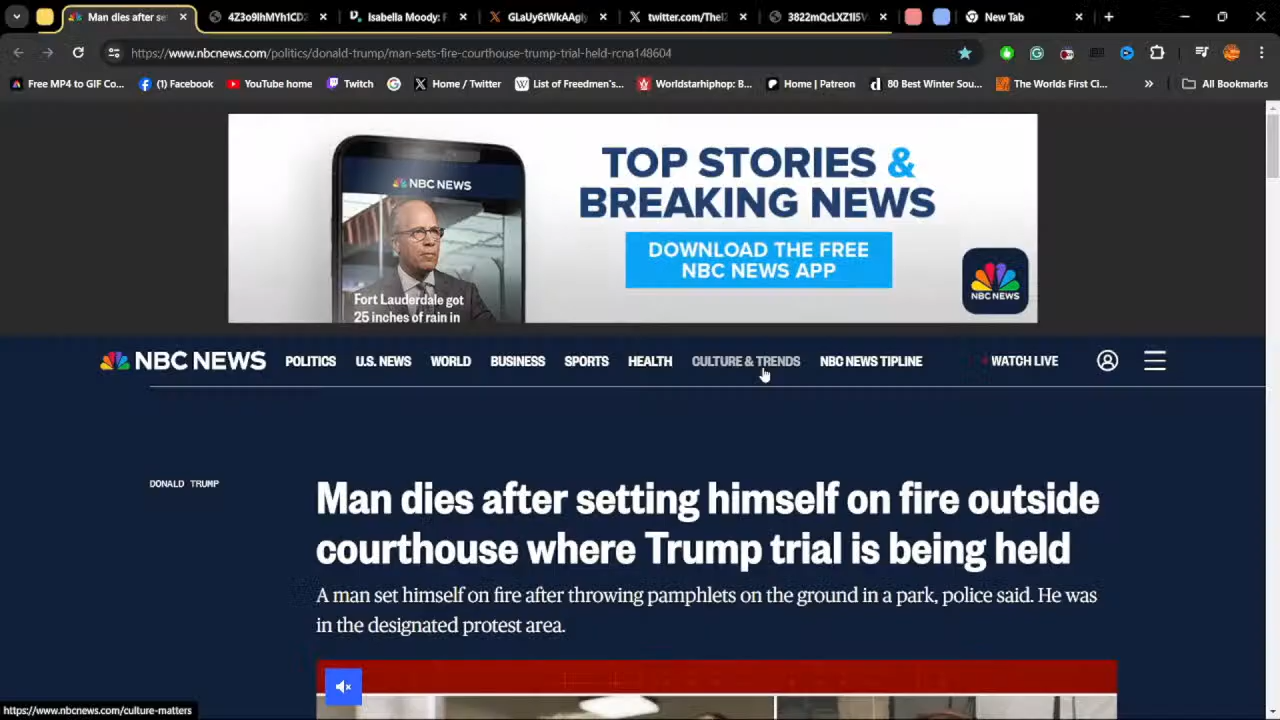 Man dies after se
4Z3o9lhMYh1CDZ
Isabella Moody: F
GLaUy6tWkAAgly
twitter.com/TheIZ
3822mQcLXZ1l5V
New Tab
https://www.nbcnews.com/politics/donald-trump/man-sets-fire-courthouse-trump-trial-held-rcna148604
Free MP4 to GIF Co...
(1) Facebook
YouTube home
Twitch
Home / Twitter
List of Freedmen's...
Worldstarhiphop: B...
Home | Patreon
80 Best Winter Sou...
The Worlds First Cl...
All Bookmarks
NBC NEWS
Fort Lauderdale got
25 inches of rain in
TOP STORIES &
BREAKING NEWS
DOWNLOAD THE FREE
NBC NEWS APP
NBC NEWS
NBC NEWS
POLITICS
U.S. NEWS
WORLD
BUSINESS
SPORTS
HEALTH
CULTURE & TRENDS
NBC NEWS TIPLINE
WATCH LIVE
DONALD TRUMP
Man dies after setting himself on fire outside
courthouse where Trump trial is being held
A man set himself on fire after throwing pamphlets on the ground in a park, police said. He was
in the designated protest area.
https://www.nbcnews.com/culture-matters